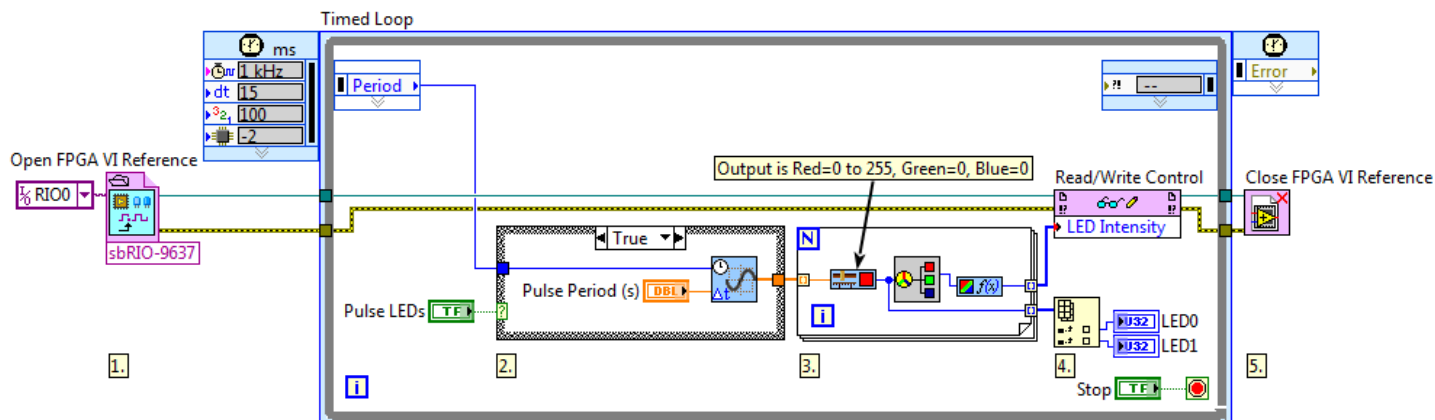 Timed Loop
ms
1 kHz
dt 15
321 100
-2
Period
?! --
Error
Open FPGA VI Reference
I/O RIO0
sbRIO-9637
Output is Red=0 to 255, Green=0, Blue=0
Read/Write Control
?! ?!
LED Intensity
Close FPGA VI Reference
True
N
Pulse Period (s) DBL
Δt
f(x)
Pulse LEDs TF
?
i
U32 LED0
U32 LED1
1.
2.
3.
4.
5.
i
Stop TF